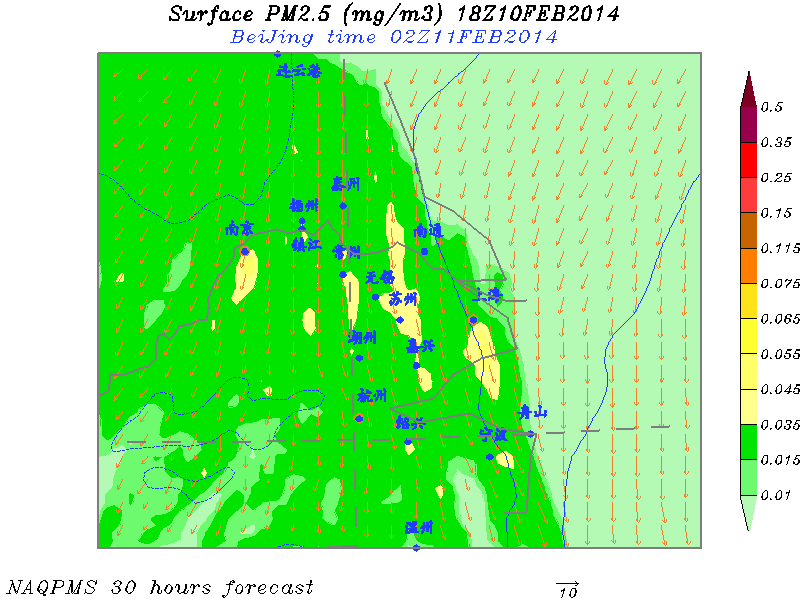 Surface PM2.5 (mg/m3) 18Z10FEB2014
BeiJing time 02Z11FEB2014
连云港
0.5
0.35
0.25
0.15
0.115
0.075
0.065
0.055
0.045
0.035
0.015
0.01
泰州
扬州
南京
镇江
常州
南通
无锡
苏州
上海
湖州
嘉兴
杭州
绍兴
舟山
宁波
温州
NAQPMS 30 hours forecast
10